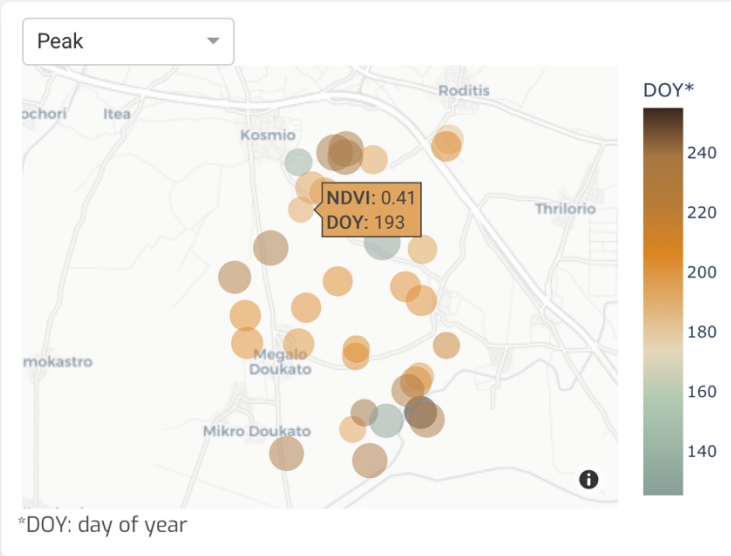 Peak
DOY*
Roditis
ochori
Itea
Kosmio
240
NDVI: 0.41
DOY: 193
Thrilorio
220
200
180
mokastro
Megalo
Doukato
160
Mikro Doukato
140
i
*DOY: day of year